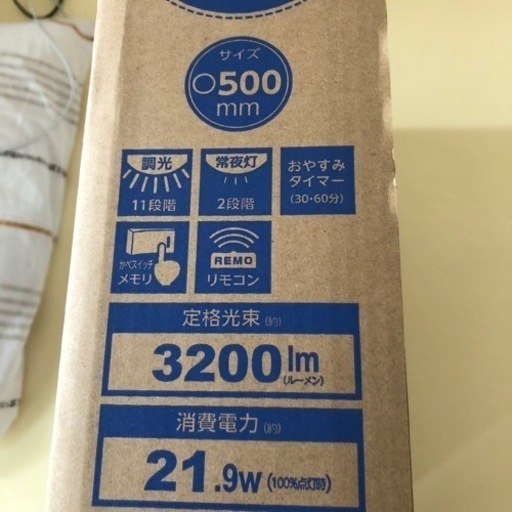 サイズ
○500
mm
調光
11段階
常夜灯
2段階
おやすみ
タイマー
(30・60分)
かべスイッチ
メモリ
REMO
リモコン
定格光束(約)
3200lm
(ルーメン)
消費電力(約)
21.9W(100%点灯時)